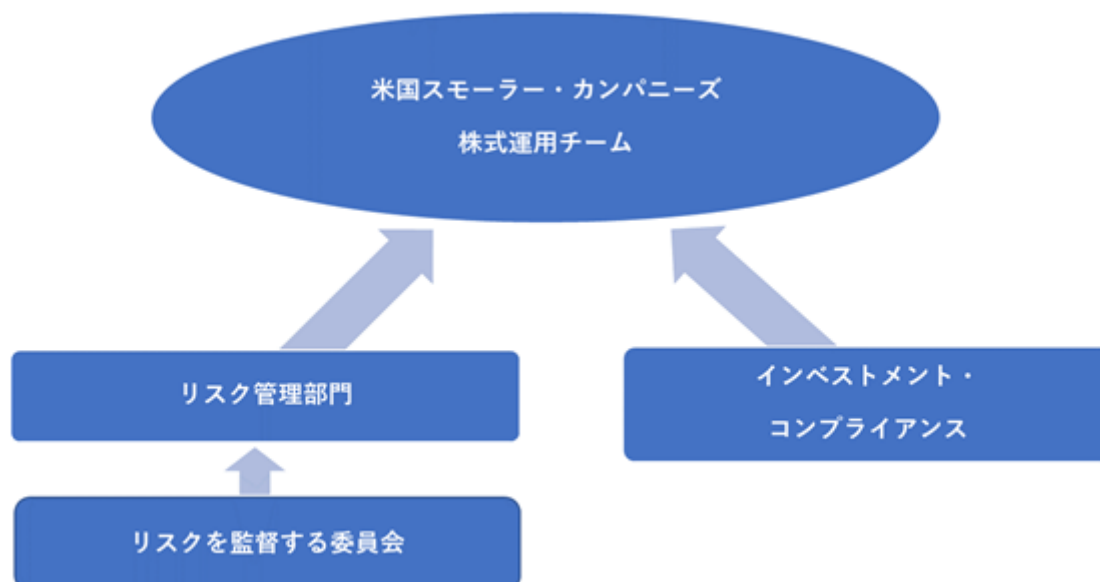 米国スモーラー・カンパニーズ
株式運用チーム
リスク管理部門
インベストメント・
コンプライアンス
リスクを監督する委員会